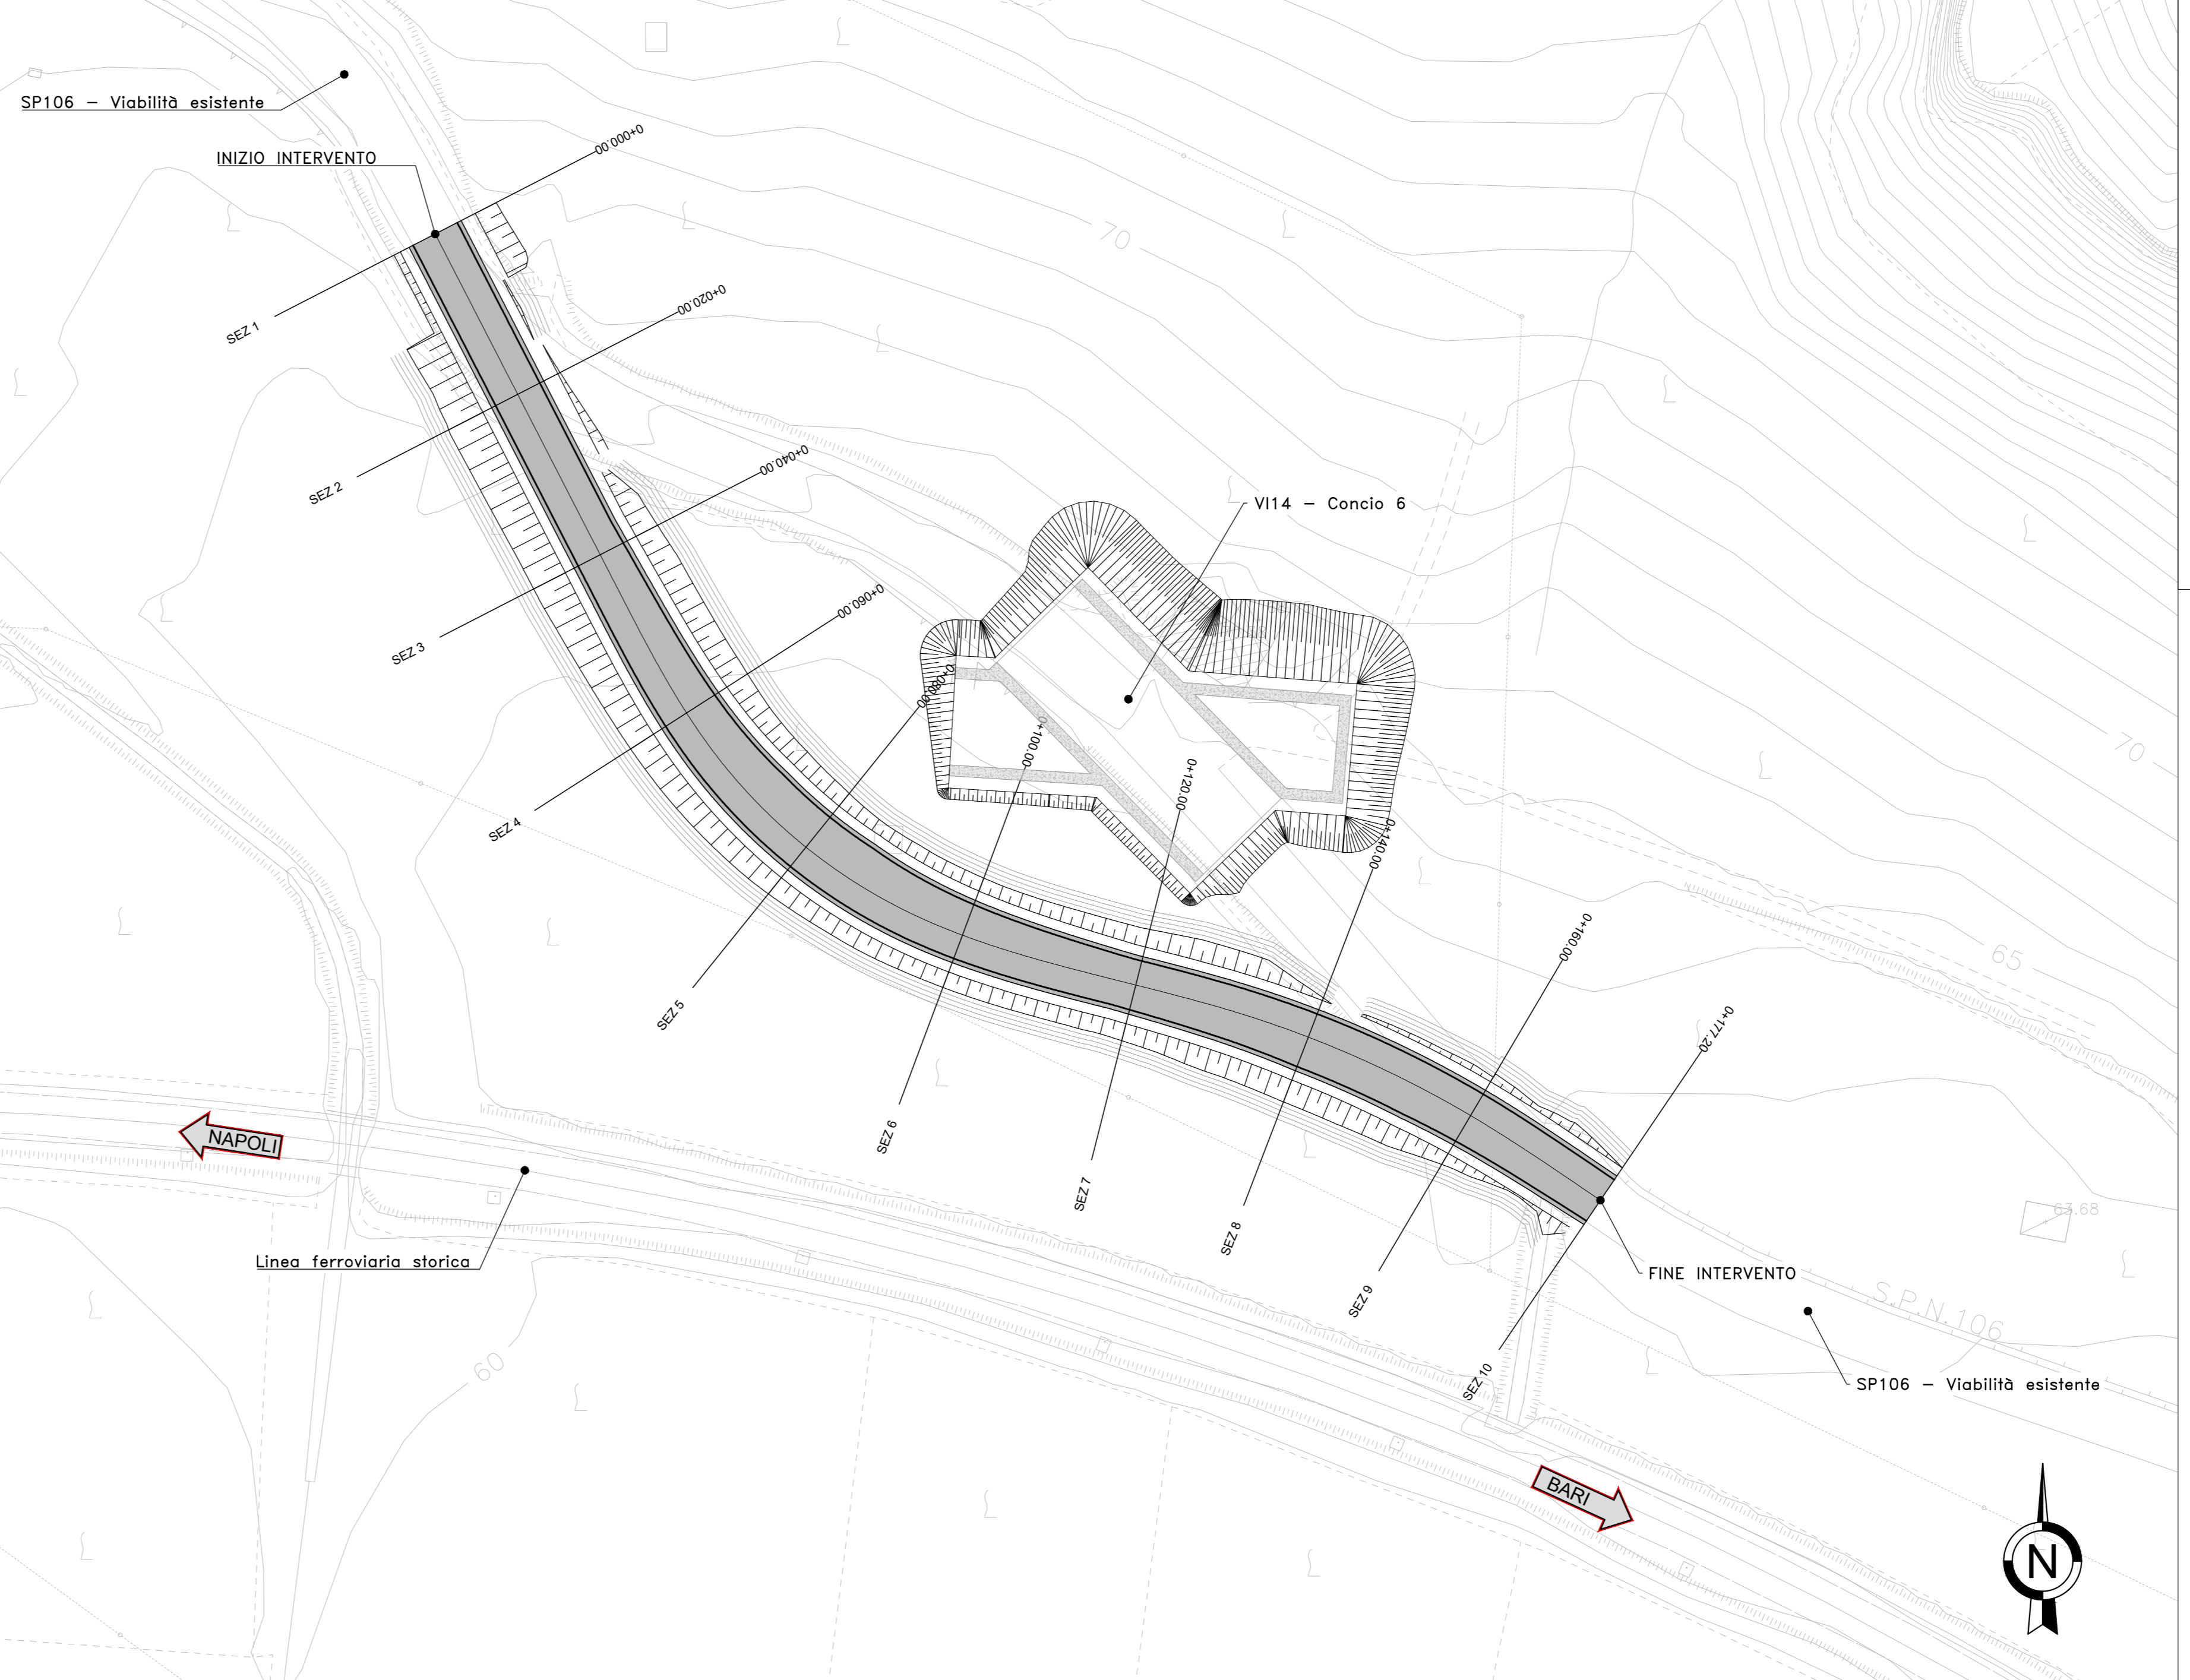 SP106 – Viabilità esistente
INIZIO INTERVENTO
0+000.00
SEZ 1
0+020.00
SEZ 2
0+040.00
SEZ 3
0+060.00
SEZ 4
0+080.00
SEZ 5
0+100.00
SEZ 6
0+120.00
SEZ 7
0+140.00
SEZ 8
0+160.00
SEZ 9
0+177.20
SEZ 10
VI14 – Concio 6
70
70
65
60
63.68
S.P.N.106
NAPOLI
Linea ferroviaria storica
FINE INTERVENTO
SP106 – Viabilità esistente
BARI
N